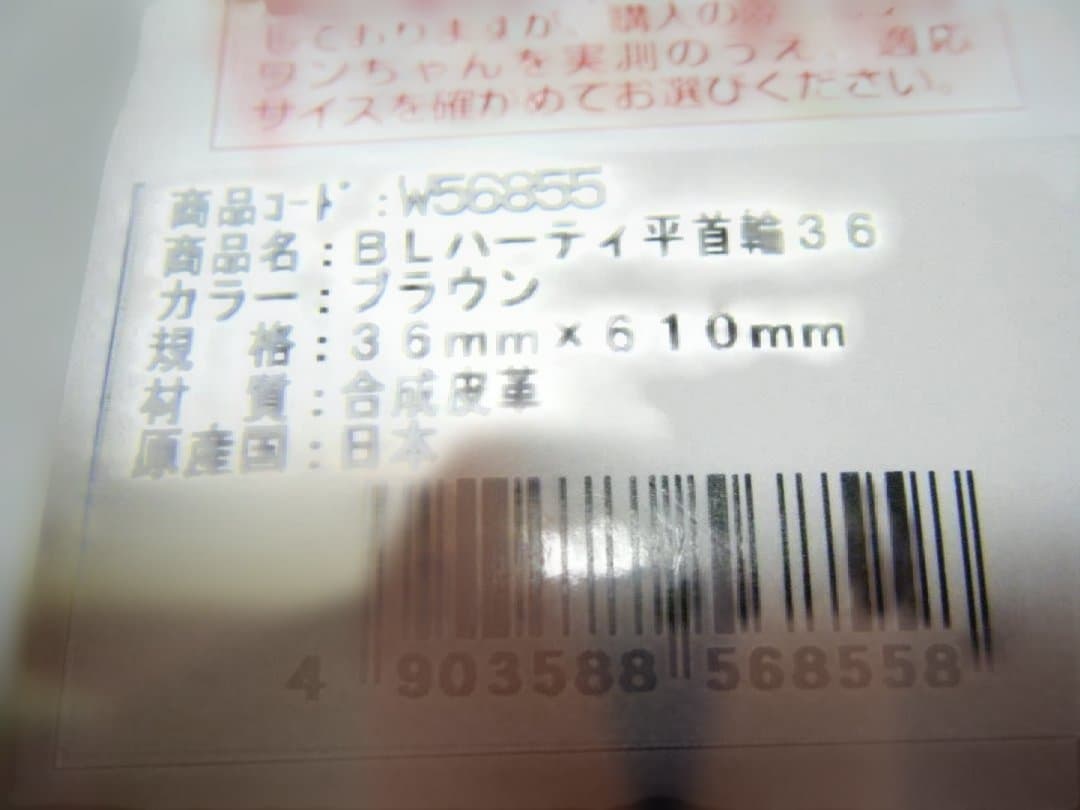 しておりますが、購入の
ワンちゃんを実測のうえ、適応
サイズを確かめてお選びください。
商品コード:W56855
商品名:BLハーティ平首輪36
カラー:ブラウン
規 格:36mm×610mm
材 質:合成皮革
原産国:日本
4 903588 568558